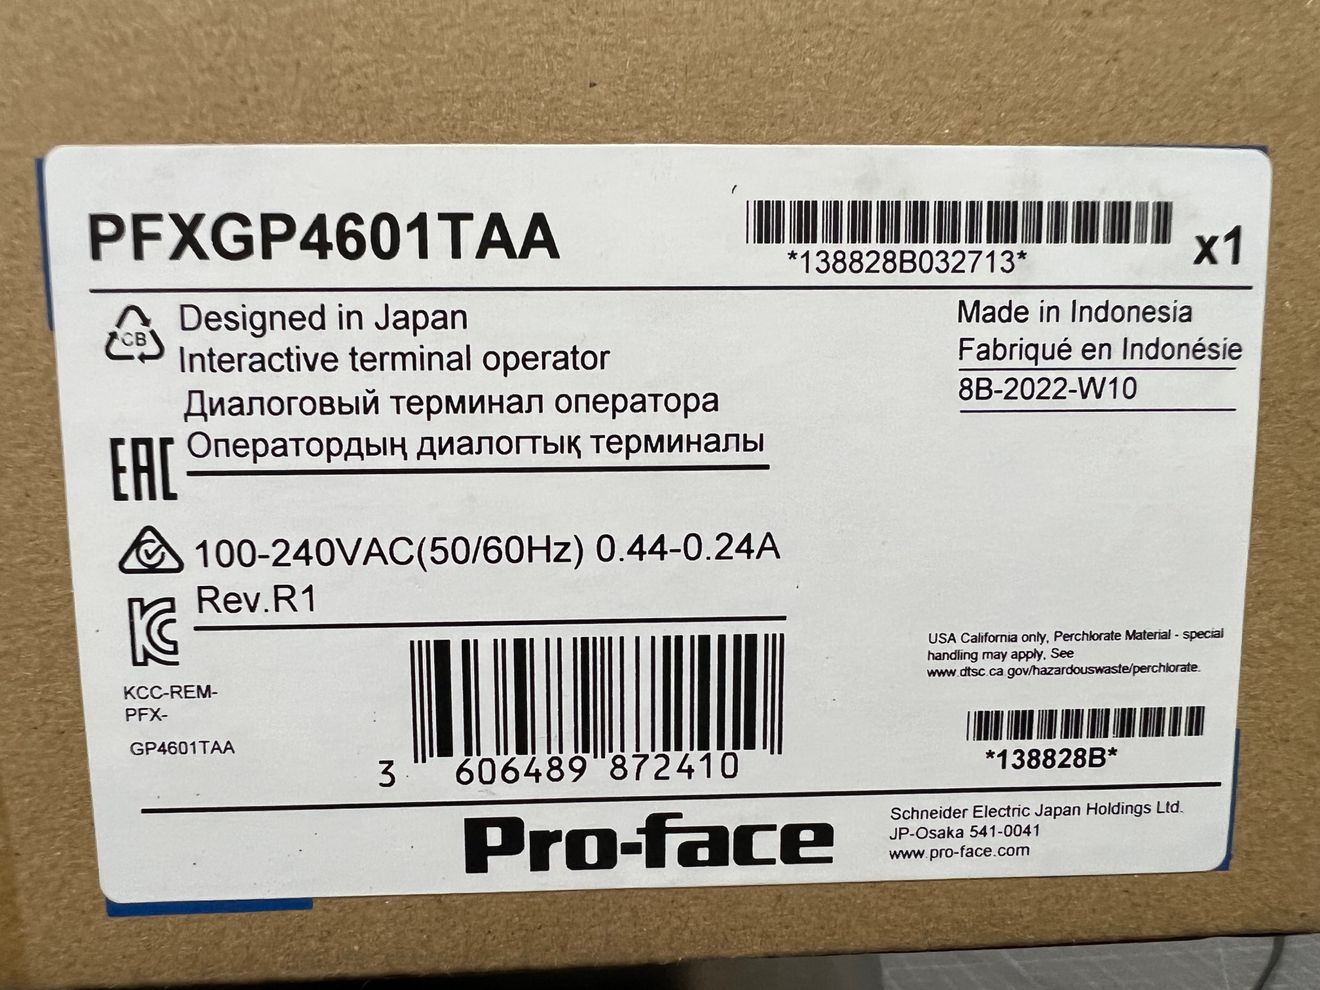 PFXGP4601TAA
*138828B032713*
x1
CB
Designed in Japan
Interactive terminal operator
Диалоговый терминал оператора
Оператордың диалогтық терминалы
Made in Indonesia
Fabriqué en Indonésie
8B-2022-W10
EAC
100-240VAC(50/60Hz) 0.44-0.24A
Rev.R1
KC
KCC-REM-
PFX-
GP4601TAA
3 606489 872410
USA California only, Perchlorate Material - special
handling may apply, See
www.dtsc.ca.gov/hazardouswaste/perchlorate.
*138828B*
Pro-face
Schneider Electric Japan Holdings Ltd.
JP-Osaka 541-0041
www.pro-face.com